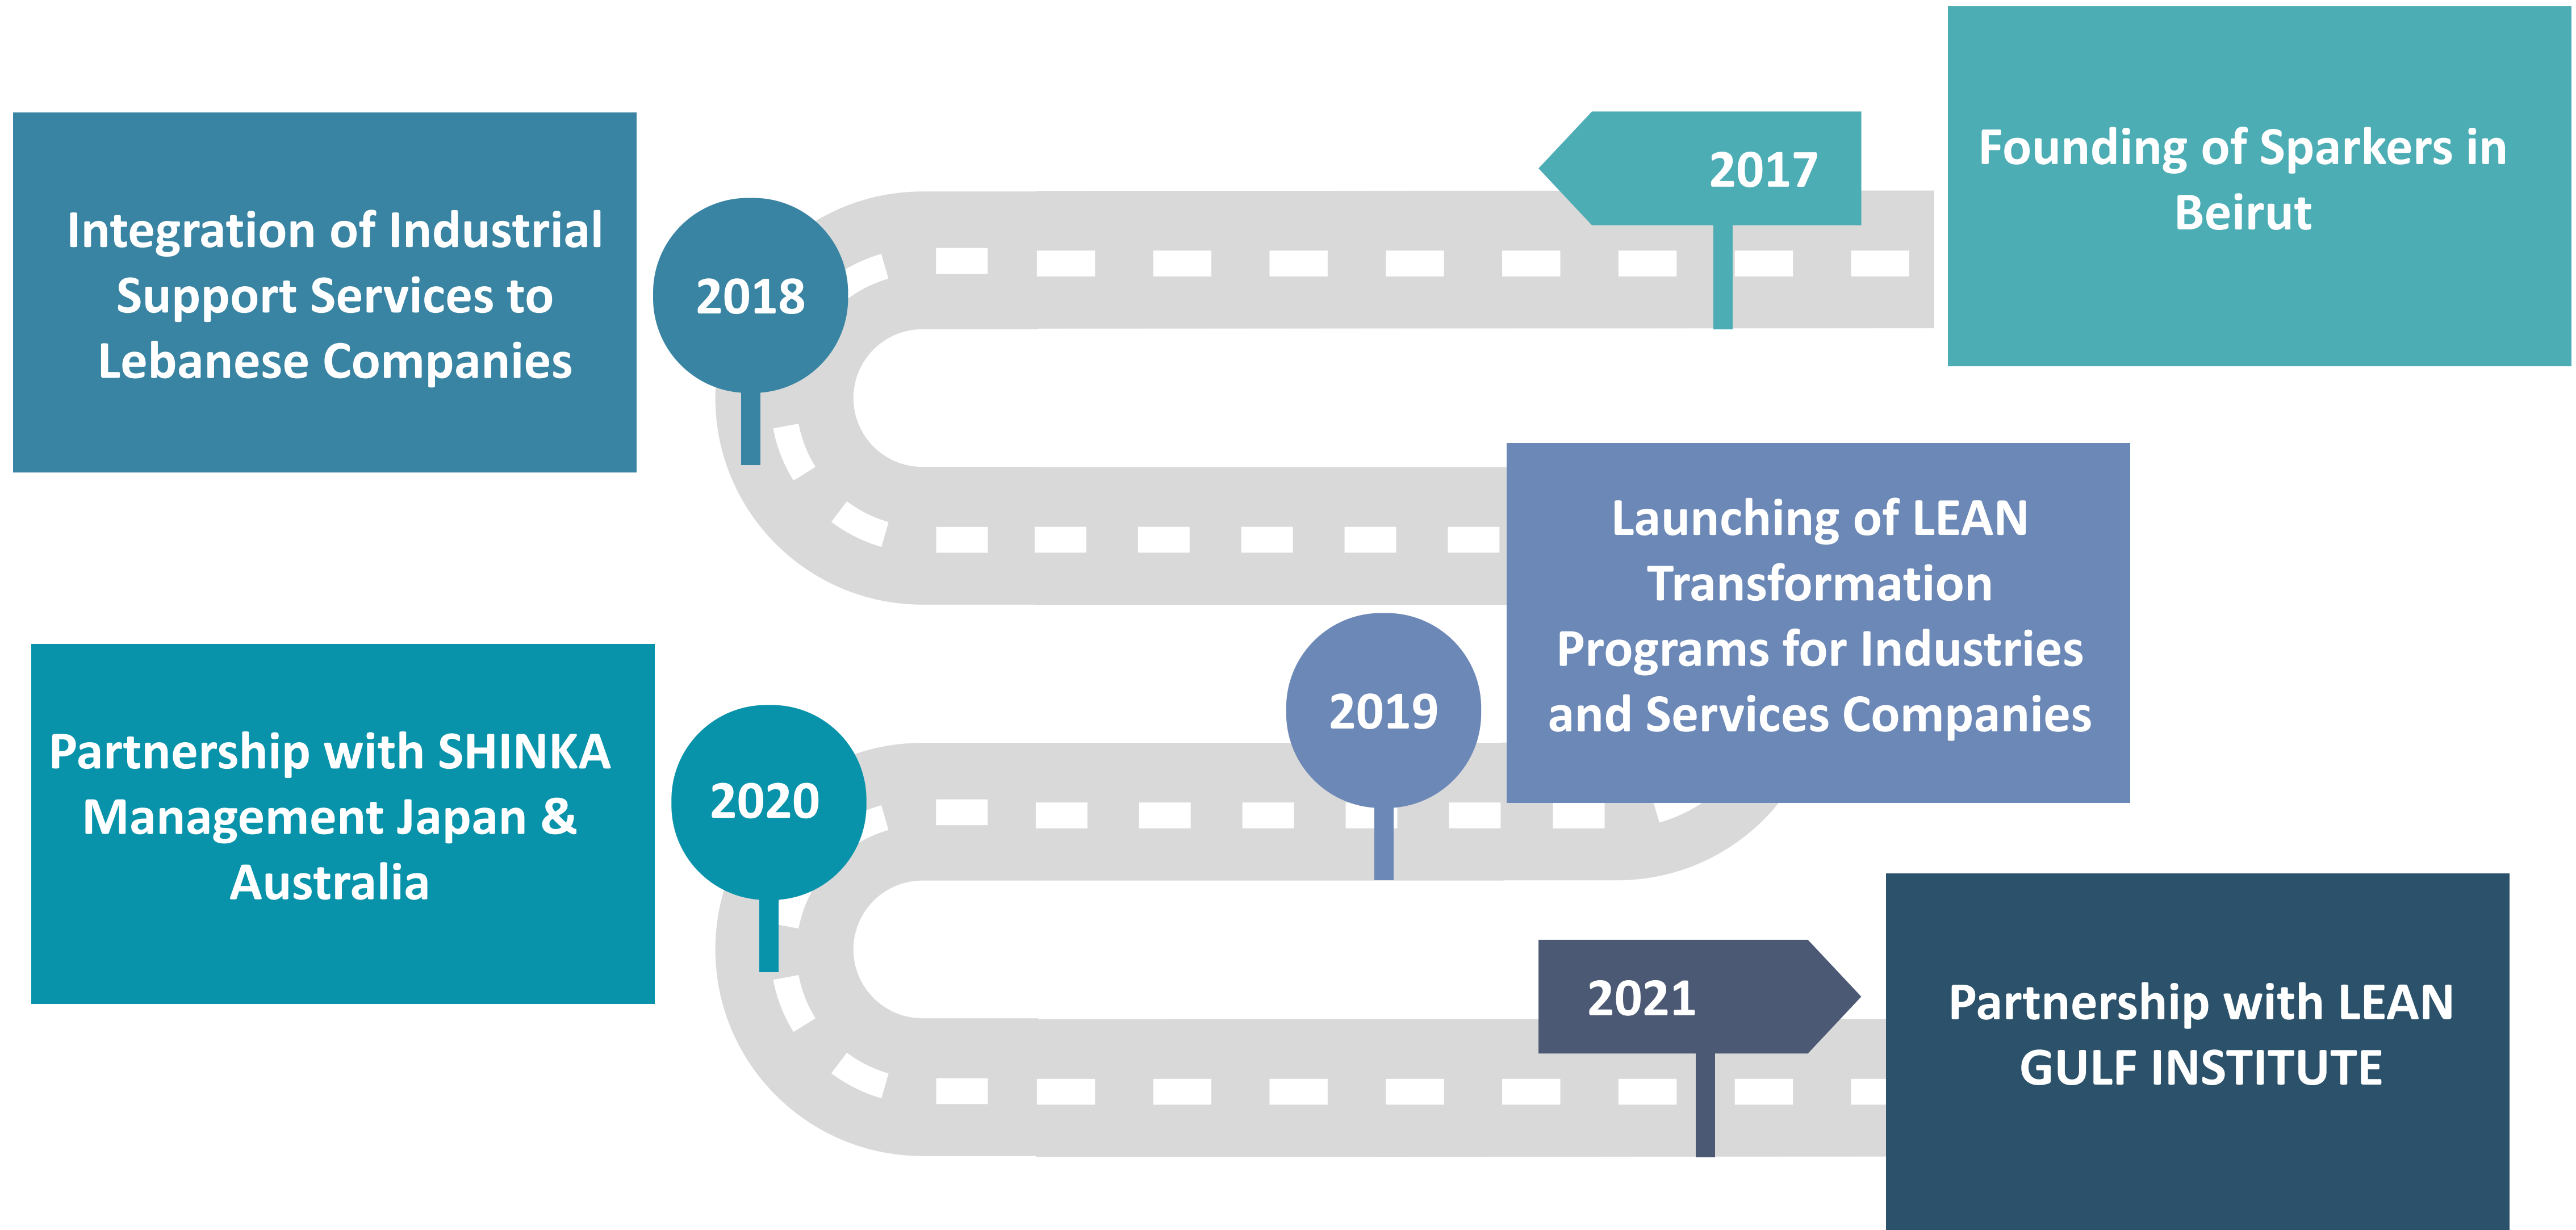 2017
Founding of Sparkers in
Beirut
Integration of Industrial
Support Services to
Lebanese Companies
2018
Launching of LEAN
Transformation
Programs for Industries
and Services Companies
2019
Partnership with SHINKA
Management Japan &
Australia
2020
2021
Partnership with LEAN
GULF INSTITUTE